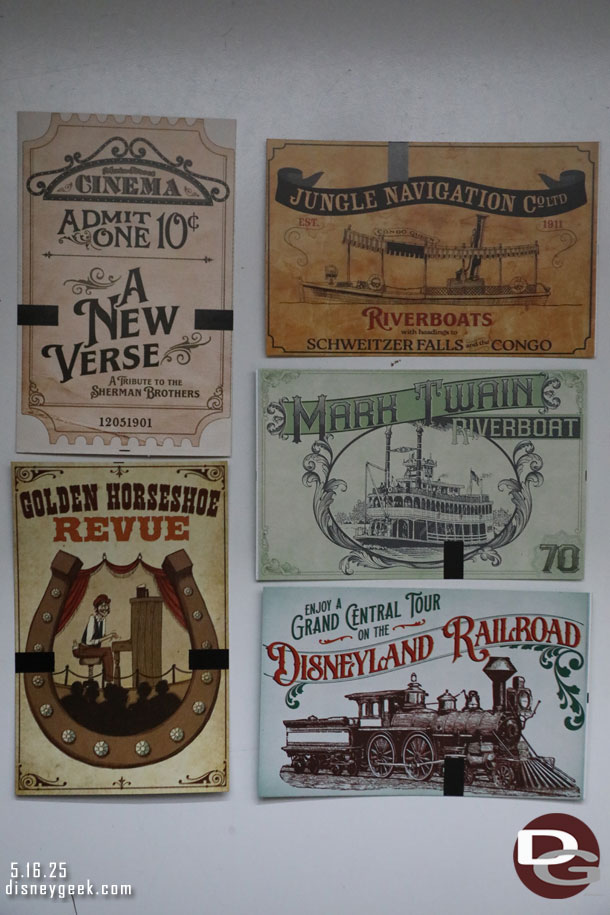 CINEMA
ADMIT
ONE 10¢
A
NEW
VERSE
A TRIBUTE TO THE
SHERMAN BROTHERS
12051901
GOLDEN HORSESHOE
REVUE
JUNGLE NAVIGATION CO LTD
EST. 1911
RIVERBOATS
with headings to
SCHWEITZER FALLS and the CONGO
MARK TWAIN
RIVERBOAT
70
ENJOY A
GRAND CENTRAL TOUR
ON THE
DISNEYLAND RAILROAD
5.16.25
disneygeek.com
DG